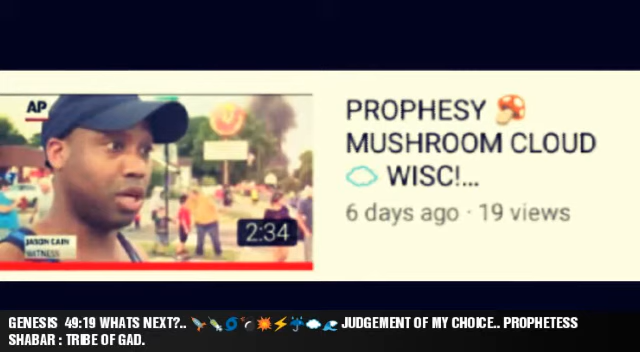 AP
PROPHESY 🍄
MUSHROOM CLOUD
☁ WISC!...
6 days ago · 19 views
2:34
JASON CAIN
WITNESS
GENESIS 49:19 WHATS NEXT?.. 🚀🍾🌀💣💥⚡☔☁🌊 JUDGEMENT OF MY CHOICE.. PROPHETESS
SHABAR : TRIBE OF GAD.